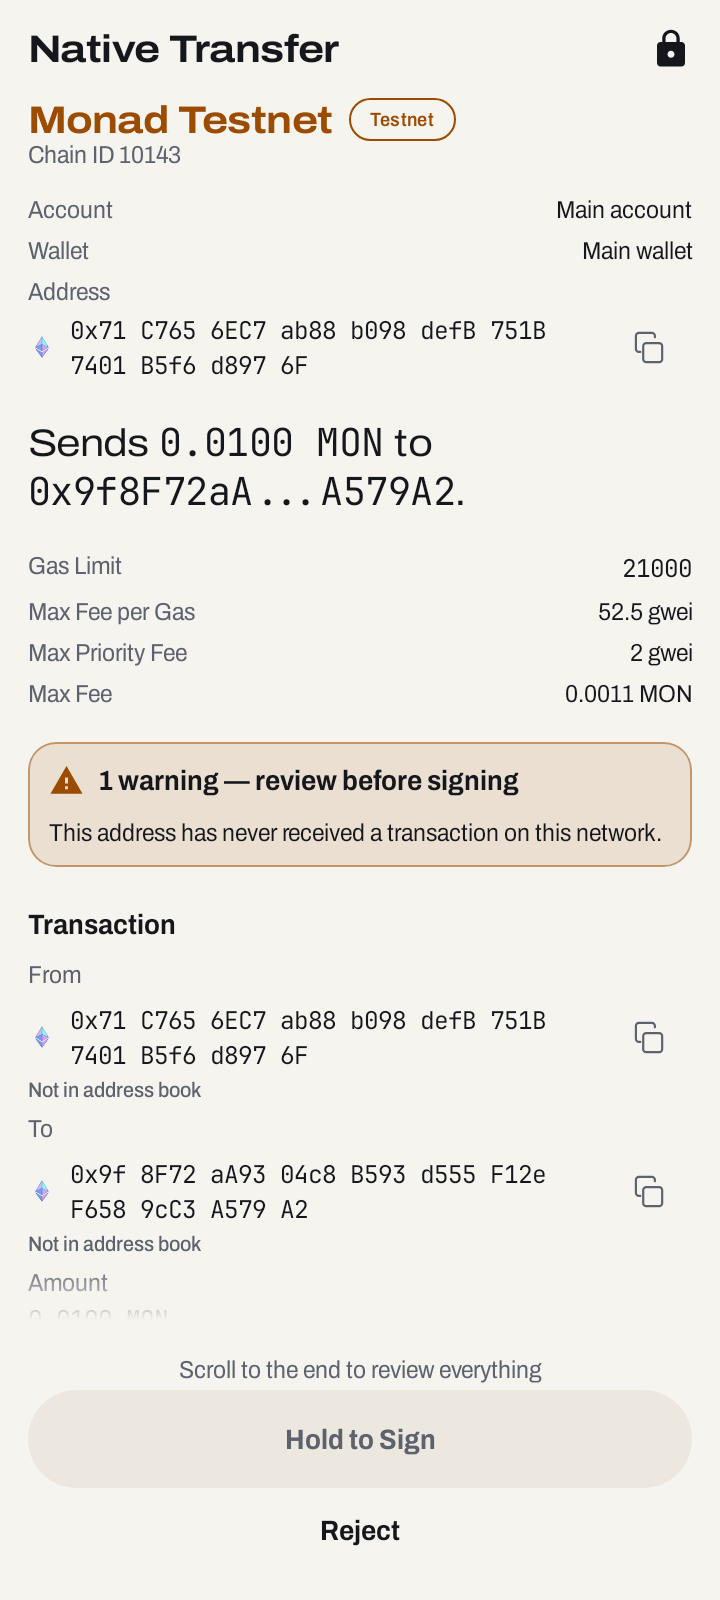 Native Transfer
Monad Testnet Testnet
Chain ID 10143
Account Main account
Wallet Main wallet
Address
0x71 C765 6EC7 ab88 b098 defB 751B
7401 B5f6 d897 6F
Sends 0.0100 MON to
0x9f8F72aA...A579A2.
Gas Limit 21000
Max Fee per Gas 52.5 gwei
Max Priority Fee 2 gwei
Max Fee 0.0011 MON
1 warning — review before signing
This address has never received a transaction on this network.
Transaction
From
0x71 C765 6EC7 ab88 b098 defB 751B
7401 B5f6 d897 6F
Not in address book
To
0x9f 8F72 aA93 04c8 B593 d555 F12e
F658 9cC3 A579 A2
Not in address book
Amount
0.0100 MON
Scroll to the end to review everything
Hold to Sign
Reject